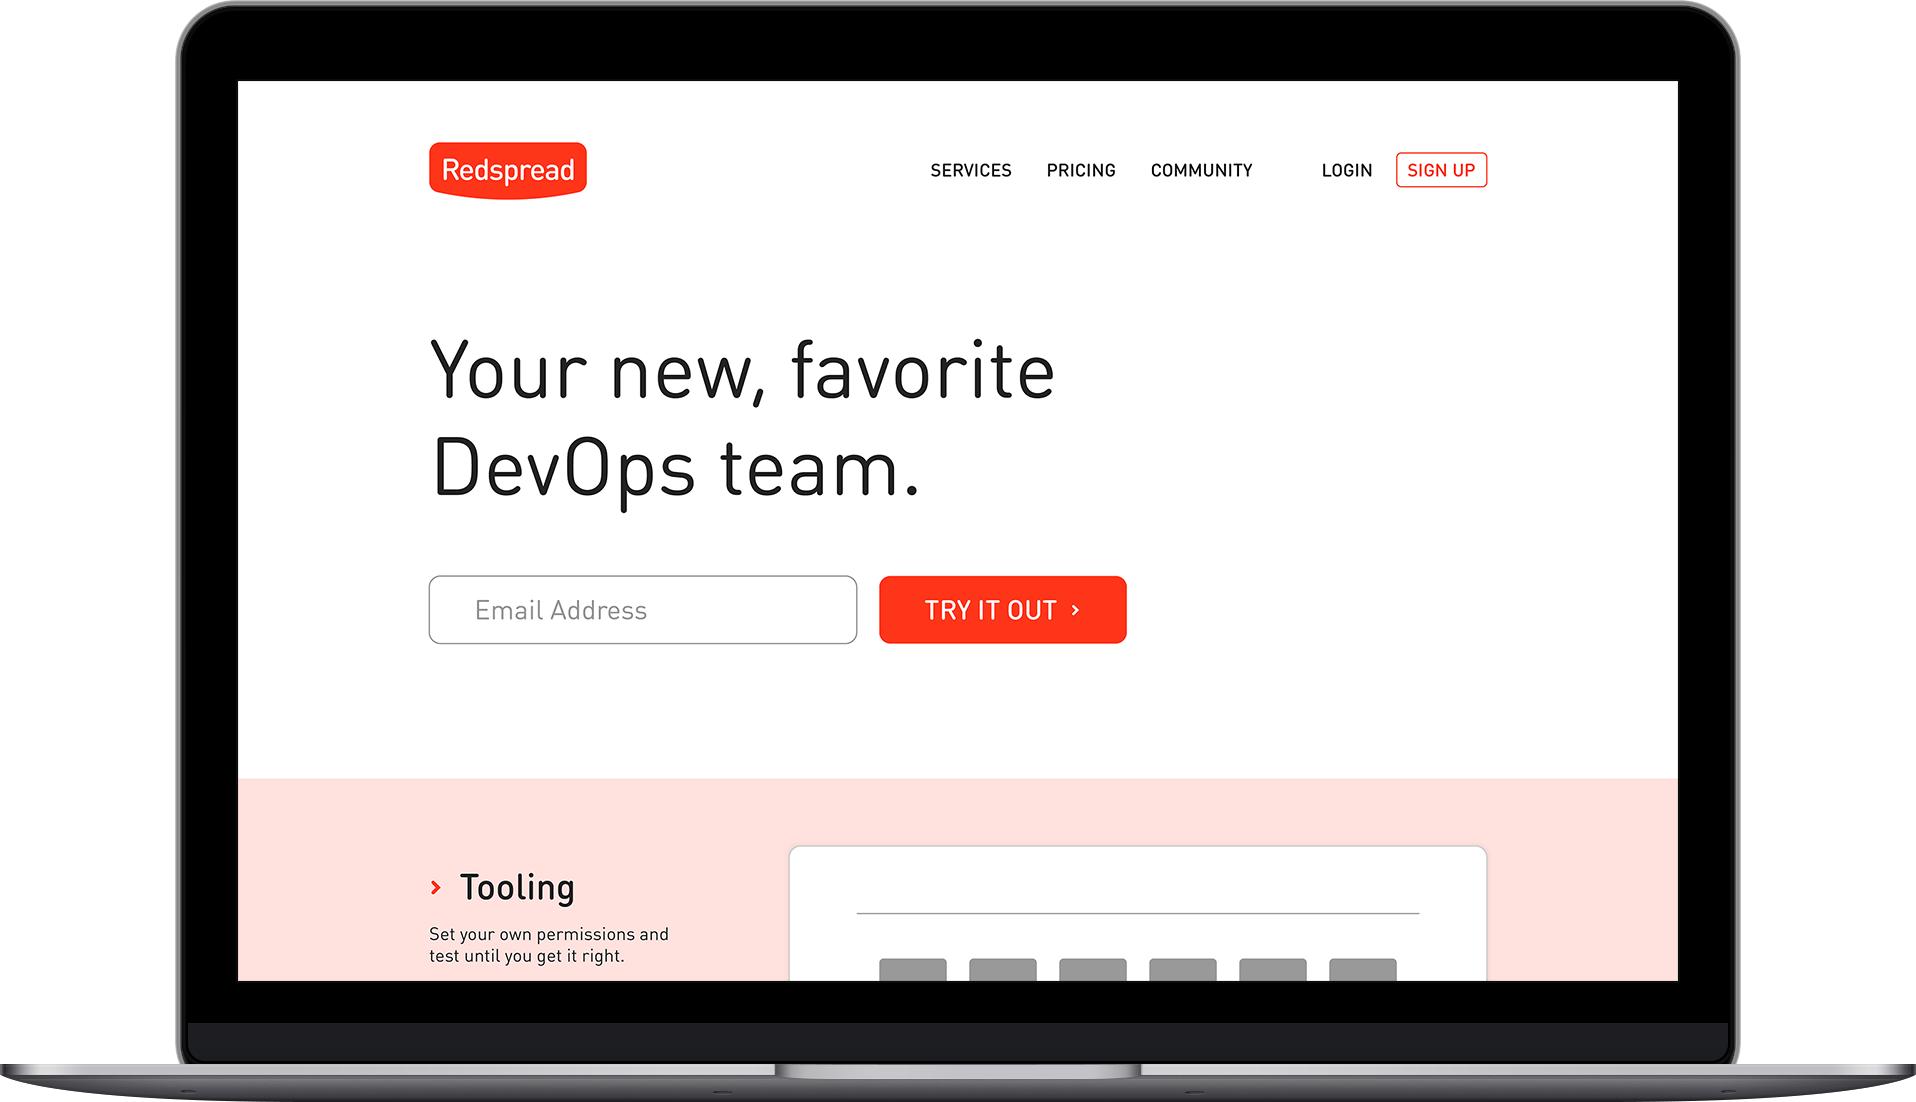 Redspread
SERVICES PRICING COMMUNITY LOGIN SIGN UP
Your new, favorite
DevOps team.
Email Address
TRY IT OUT ›
› Tooling
Set your own permissions and
test until you get it right.